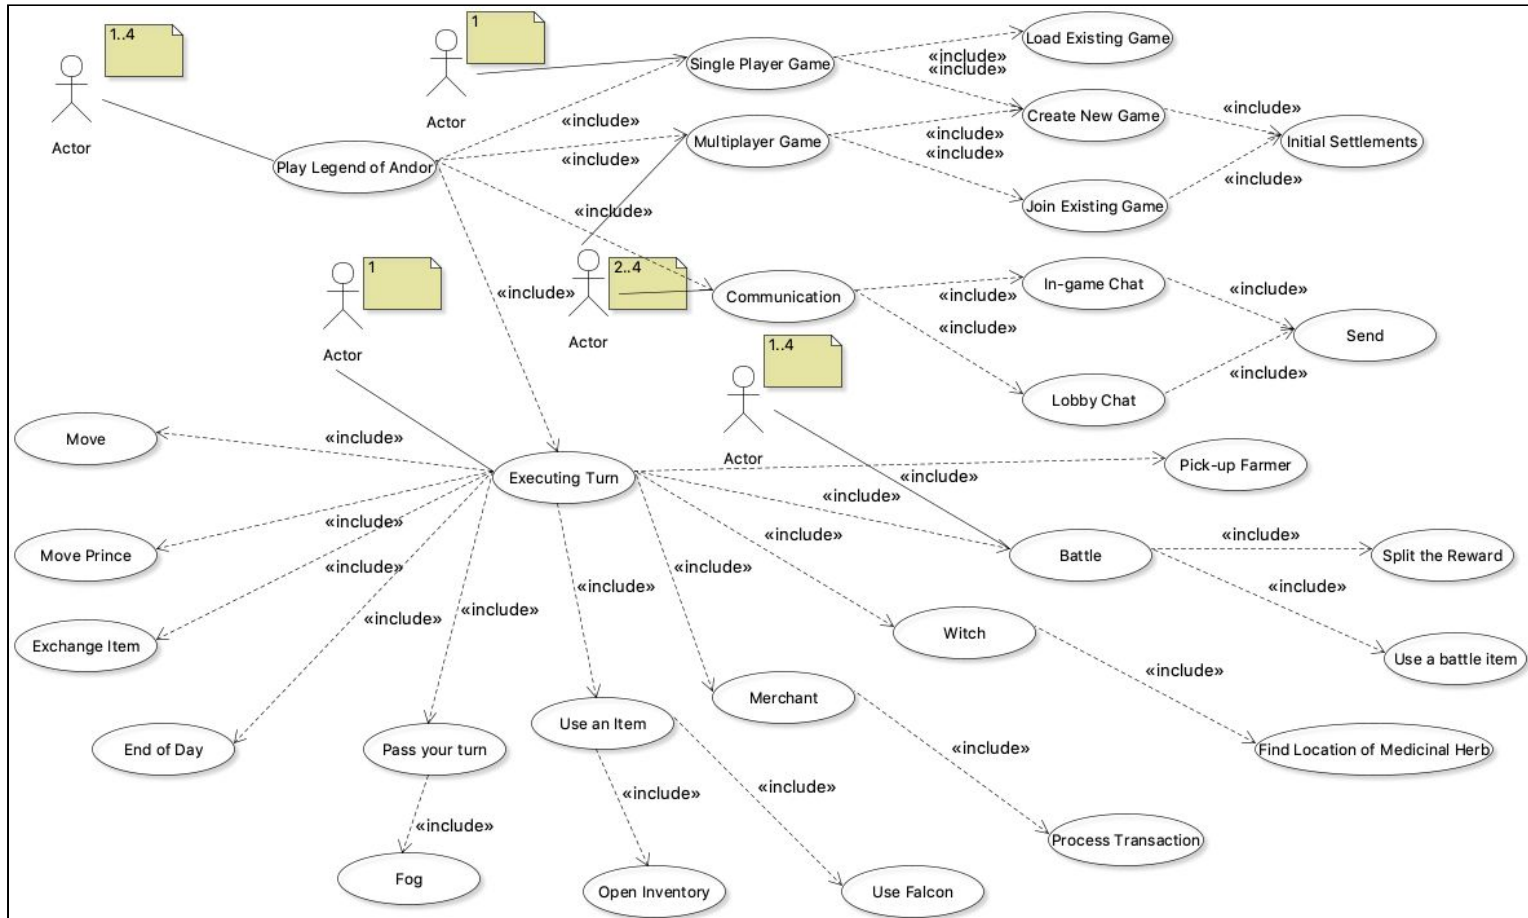 1..4
1
Load Existing Game
Single Player Game
«include»
«include»
Actor
Actor
Play Legend of Andor
«include»
«include»
Multiplayer Game
«include»
«include»
Create New Game
«include»
Initial Settlements
Join Existing Game
«include»
«include»
1
Actor
«include»
2..4
Actor
Communication
«include»
In-game Chat
«include»
Send
«include»
Lobby Chat
«include»
1..4
Actor
Move
«include»
Executing Turn
«include»
Pick-up Farmer
«include»
Battle
«include»
Split the Reward
«include»
Use a battle item
Move Prince
«include»
«include»
Exchange Item
«include»
End of Day
«include»
Pass your turn
«include»
Fog
«include»
Use an Item
«include»
Open Inventory
«include»
Use Falcon
«include»
Merchant
«include»
Process Transaction
«include»
Witch
«include»
Find Location of Medicinal Herb